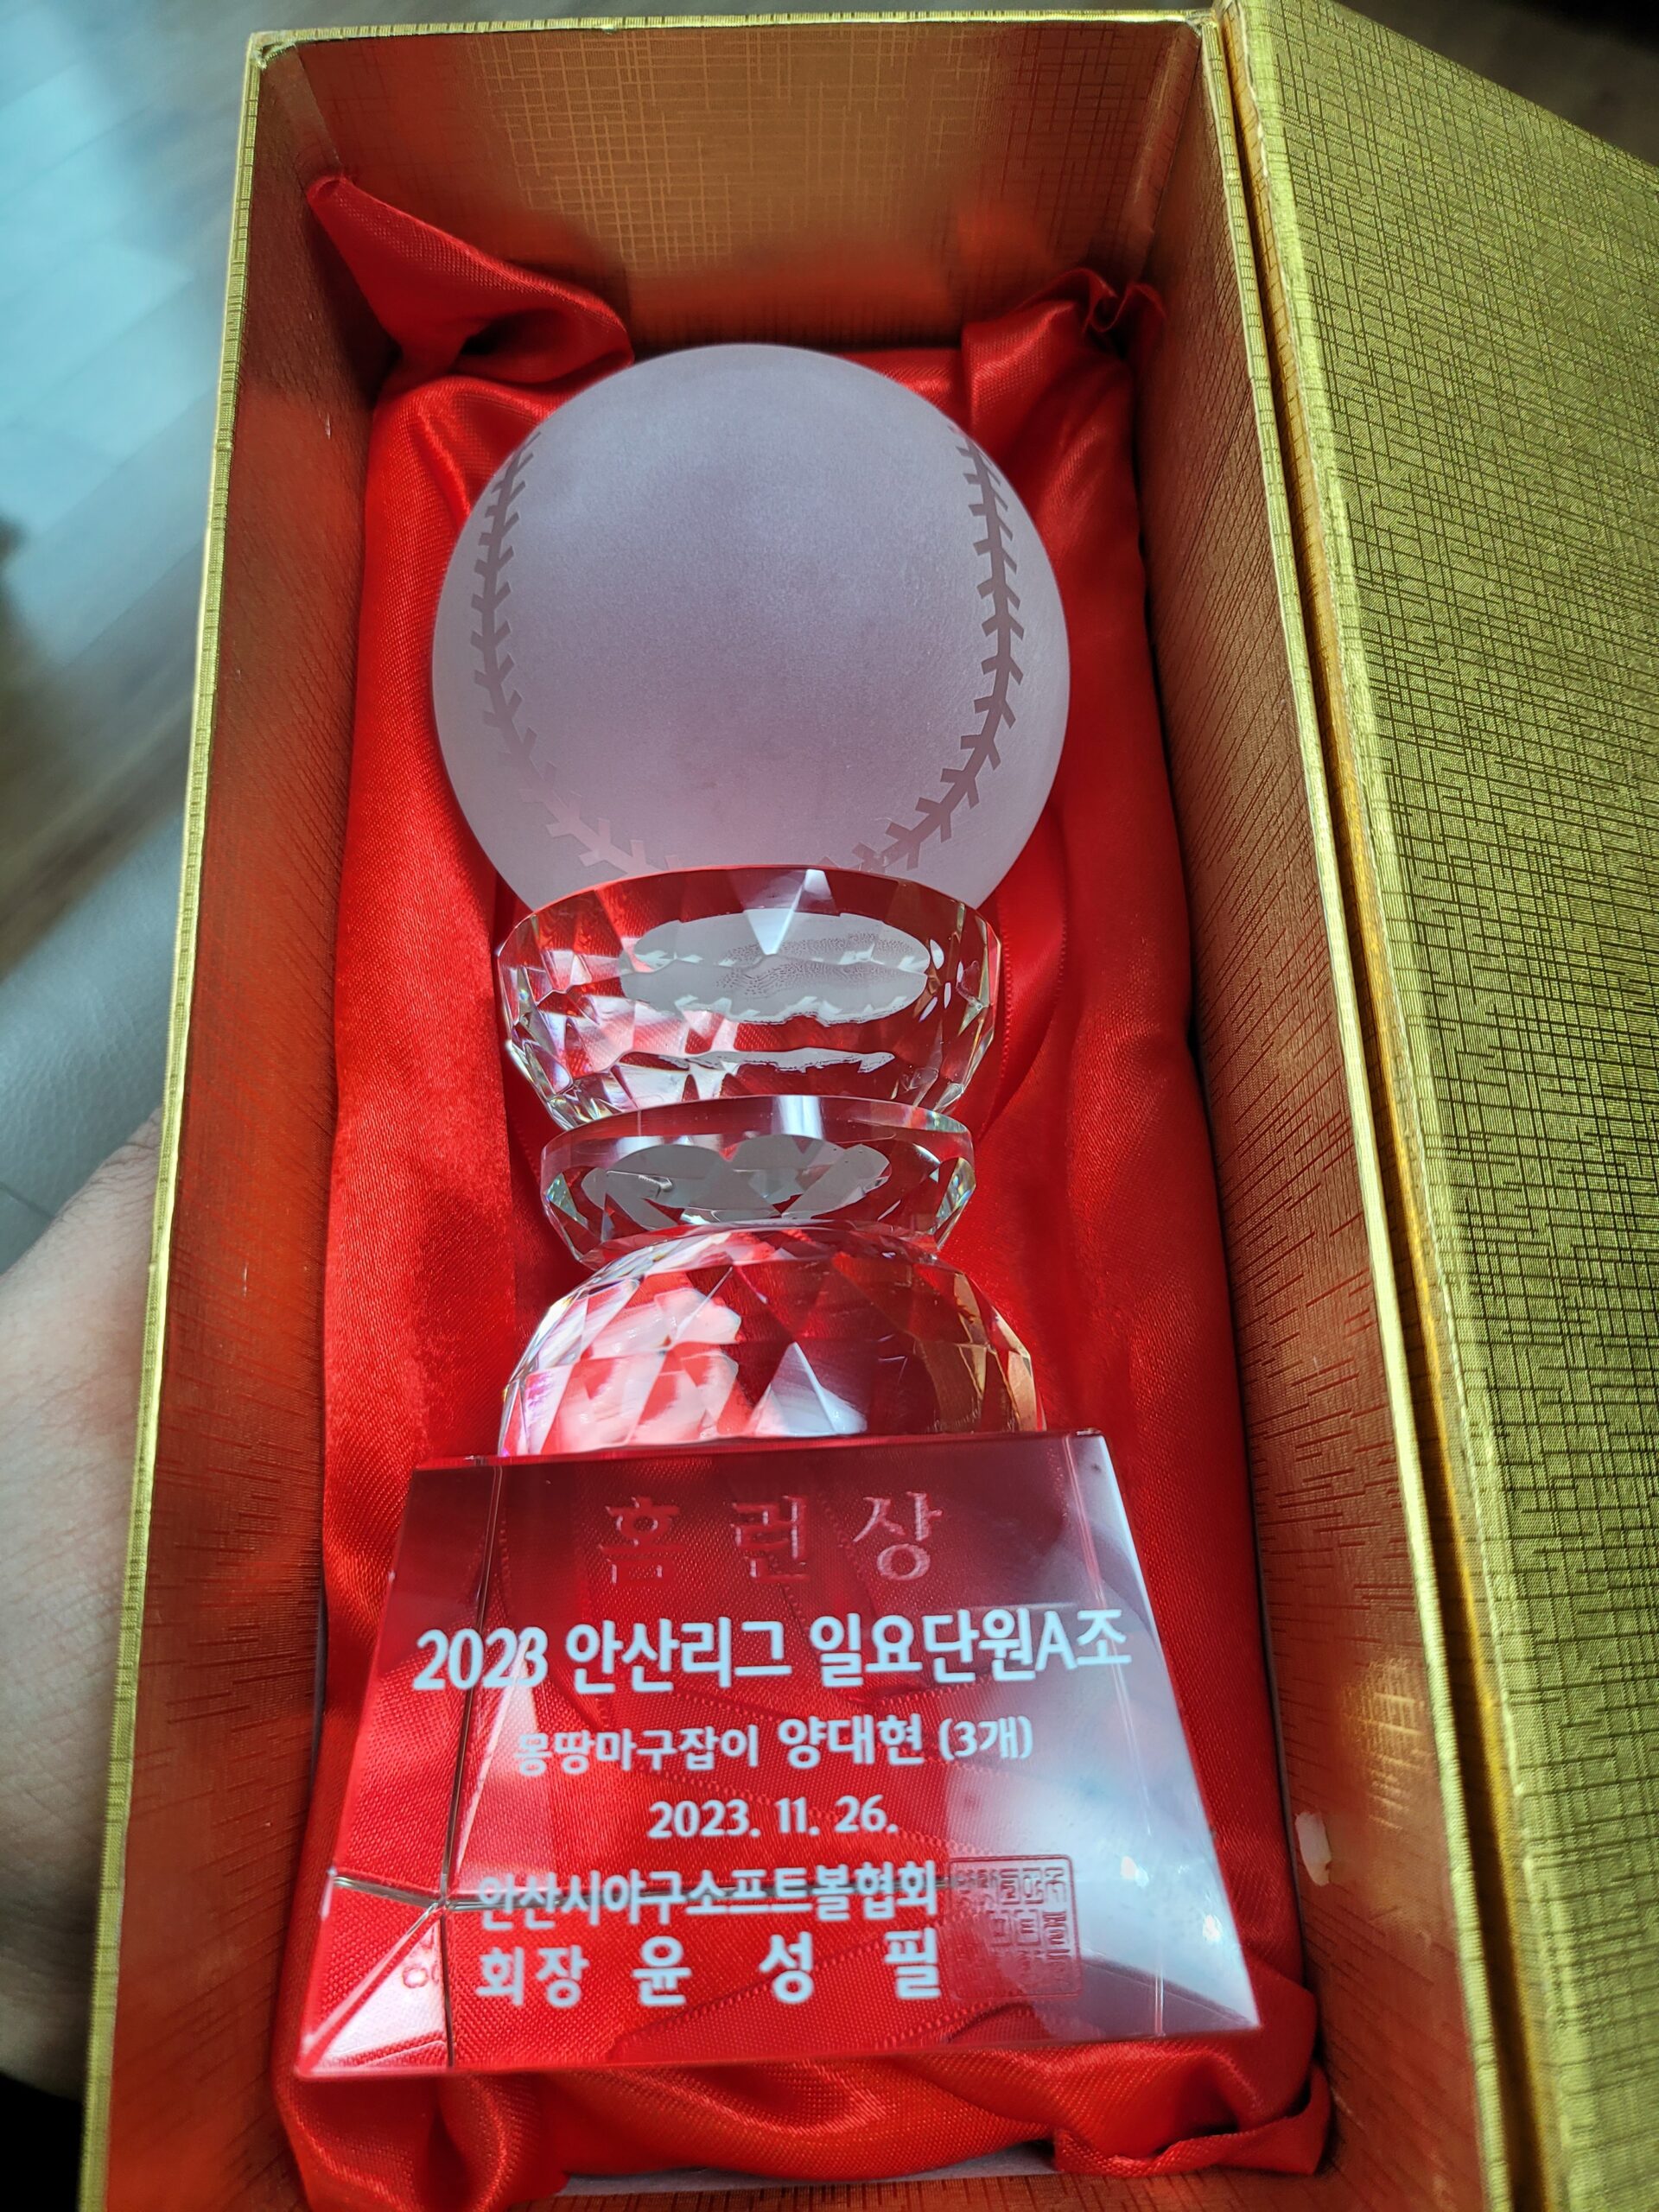 홈런상
2023 안산리그 일요단원A조
몽땅마구잡이 양대현 (3개)
2023. 11. 26.
안산시야구소프트볼협회
회장 윤 성 필